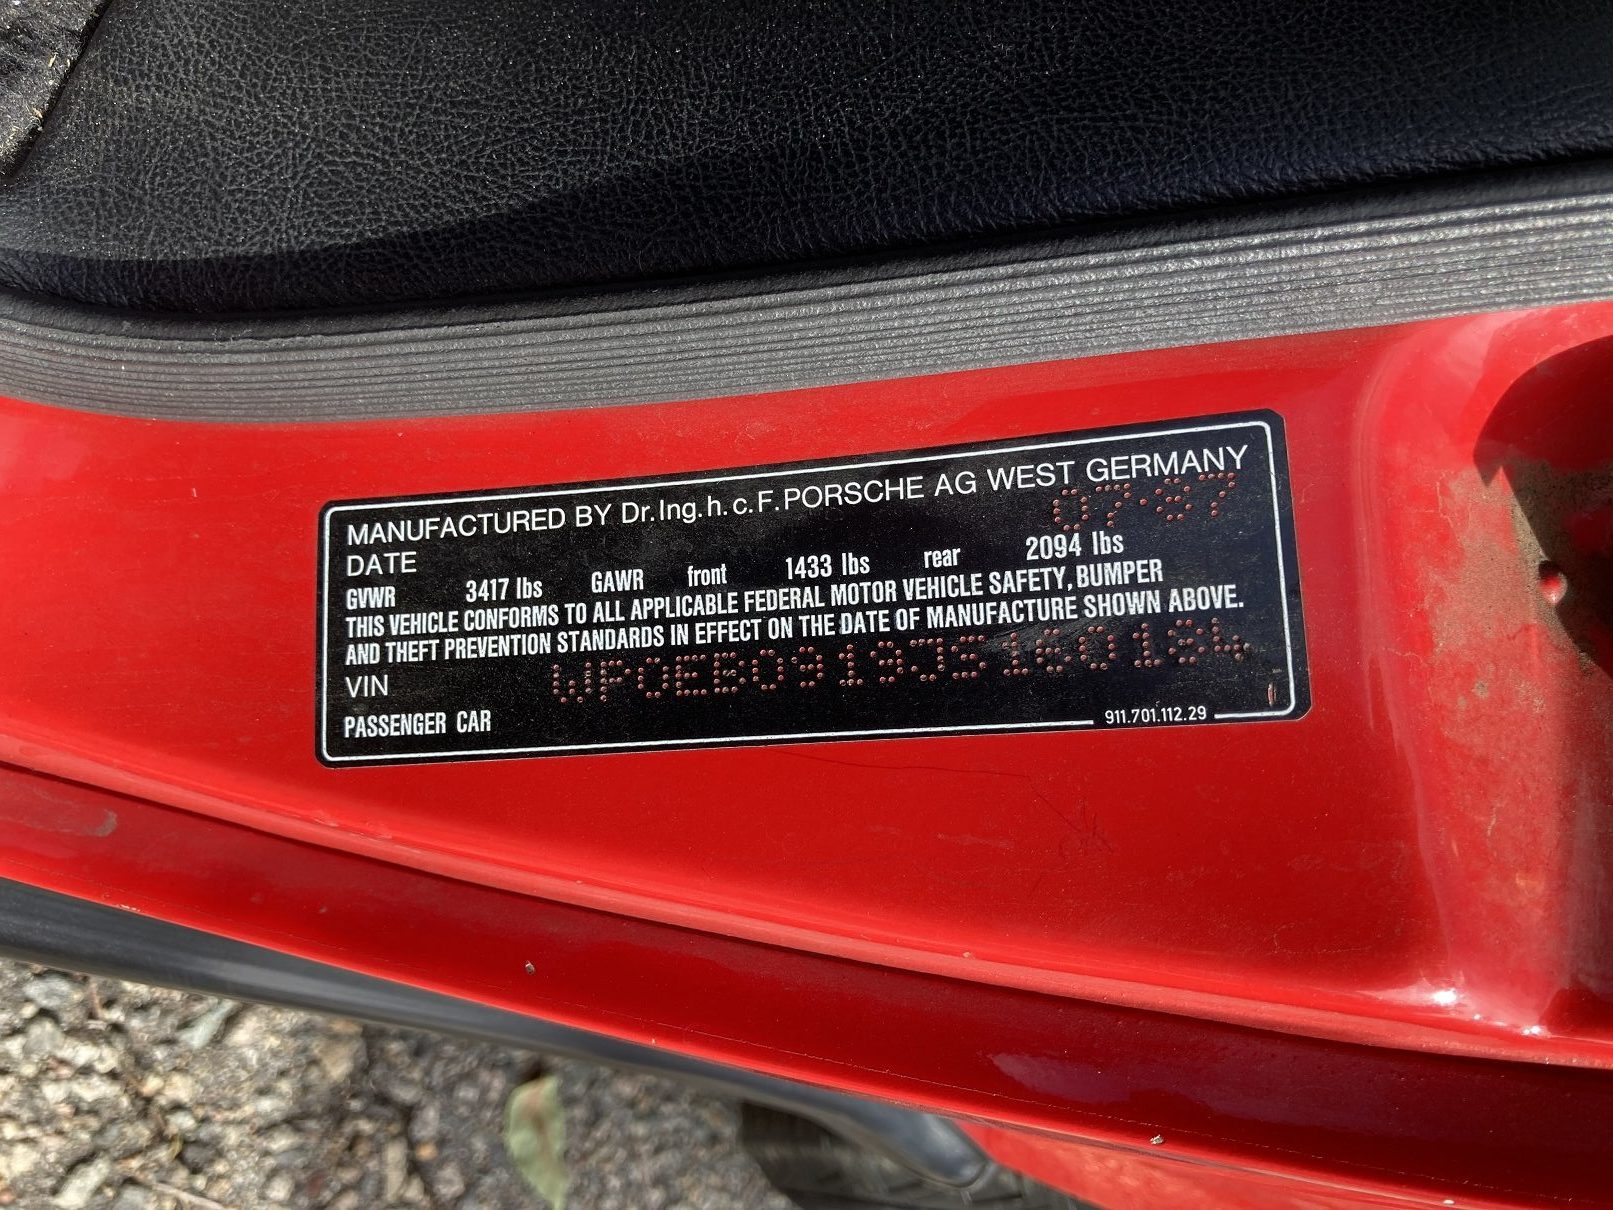 MANUFACTURED BY Dr.Ing.h.c.F.PORSCHE AG WEST GERMANY
DATE 07·87
GVWR 3417 lbs GAWR front 1433 lbs rear 2094 lbs
THIS VEHICLE CONFORMS TO ALL APPLICABLE FEDERAL MOTOR VEHICLE SAFETY, BUMPER
AND THEFT PREVENTION STANDARDS IN EFFECT ON THE DATE OF MANUFACTURE SHOWN ABOVE.
VIN WP0EB0919JS160184
PASSENGER CAR 911.701.112.29